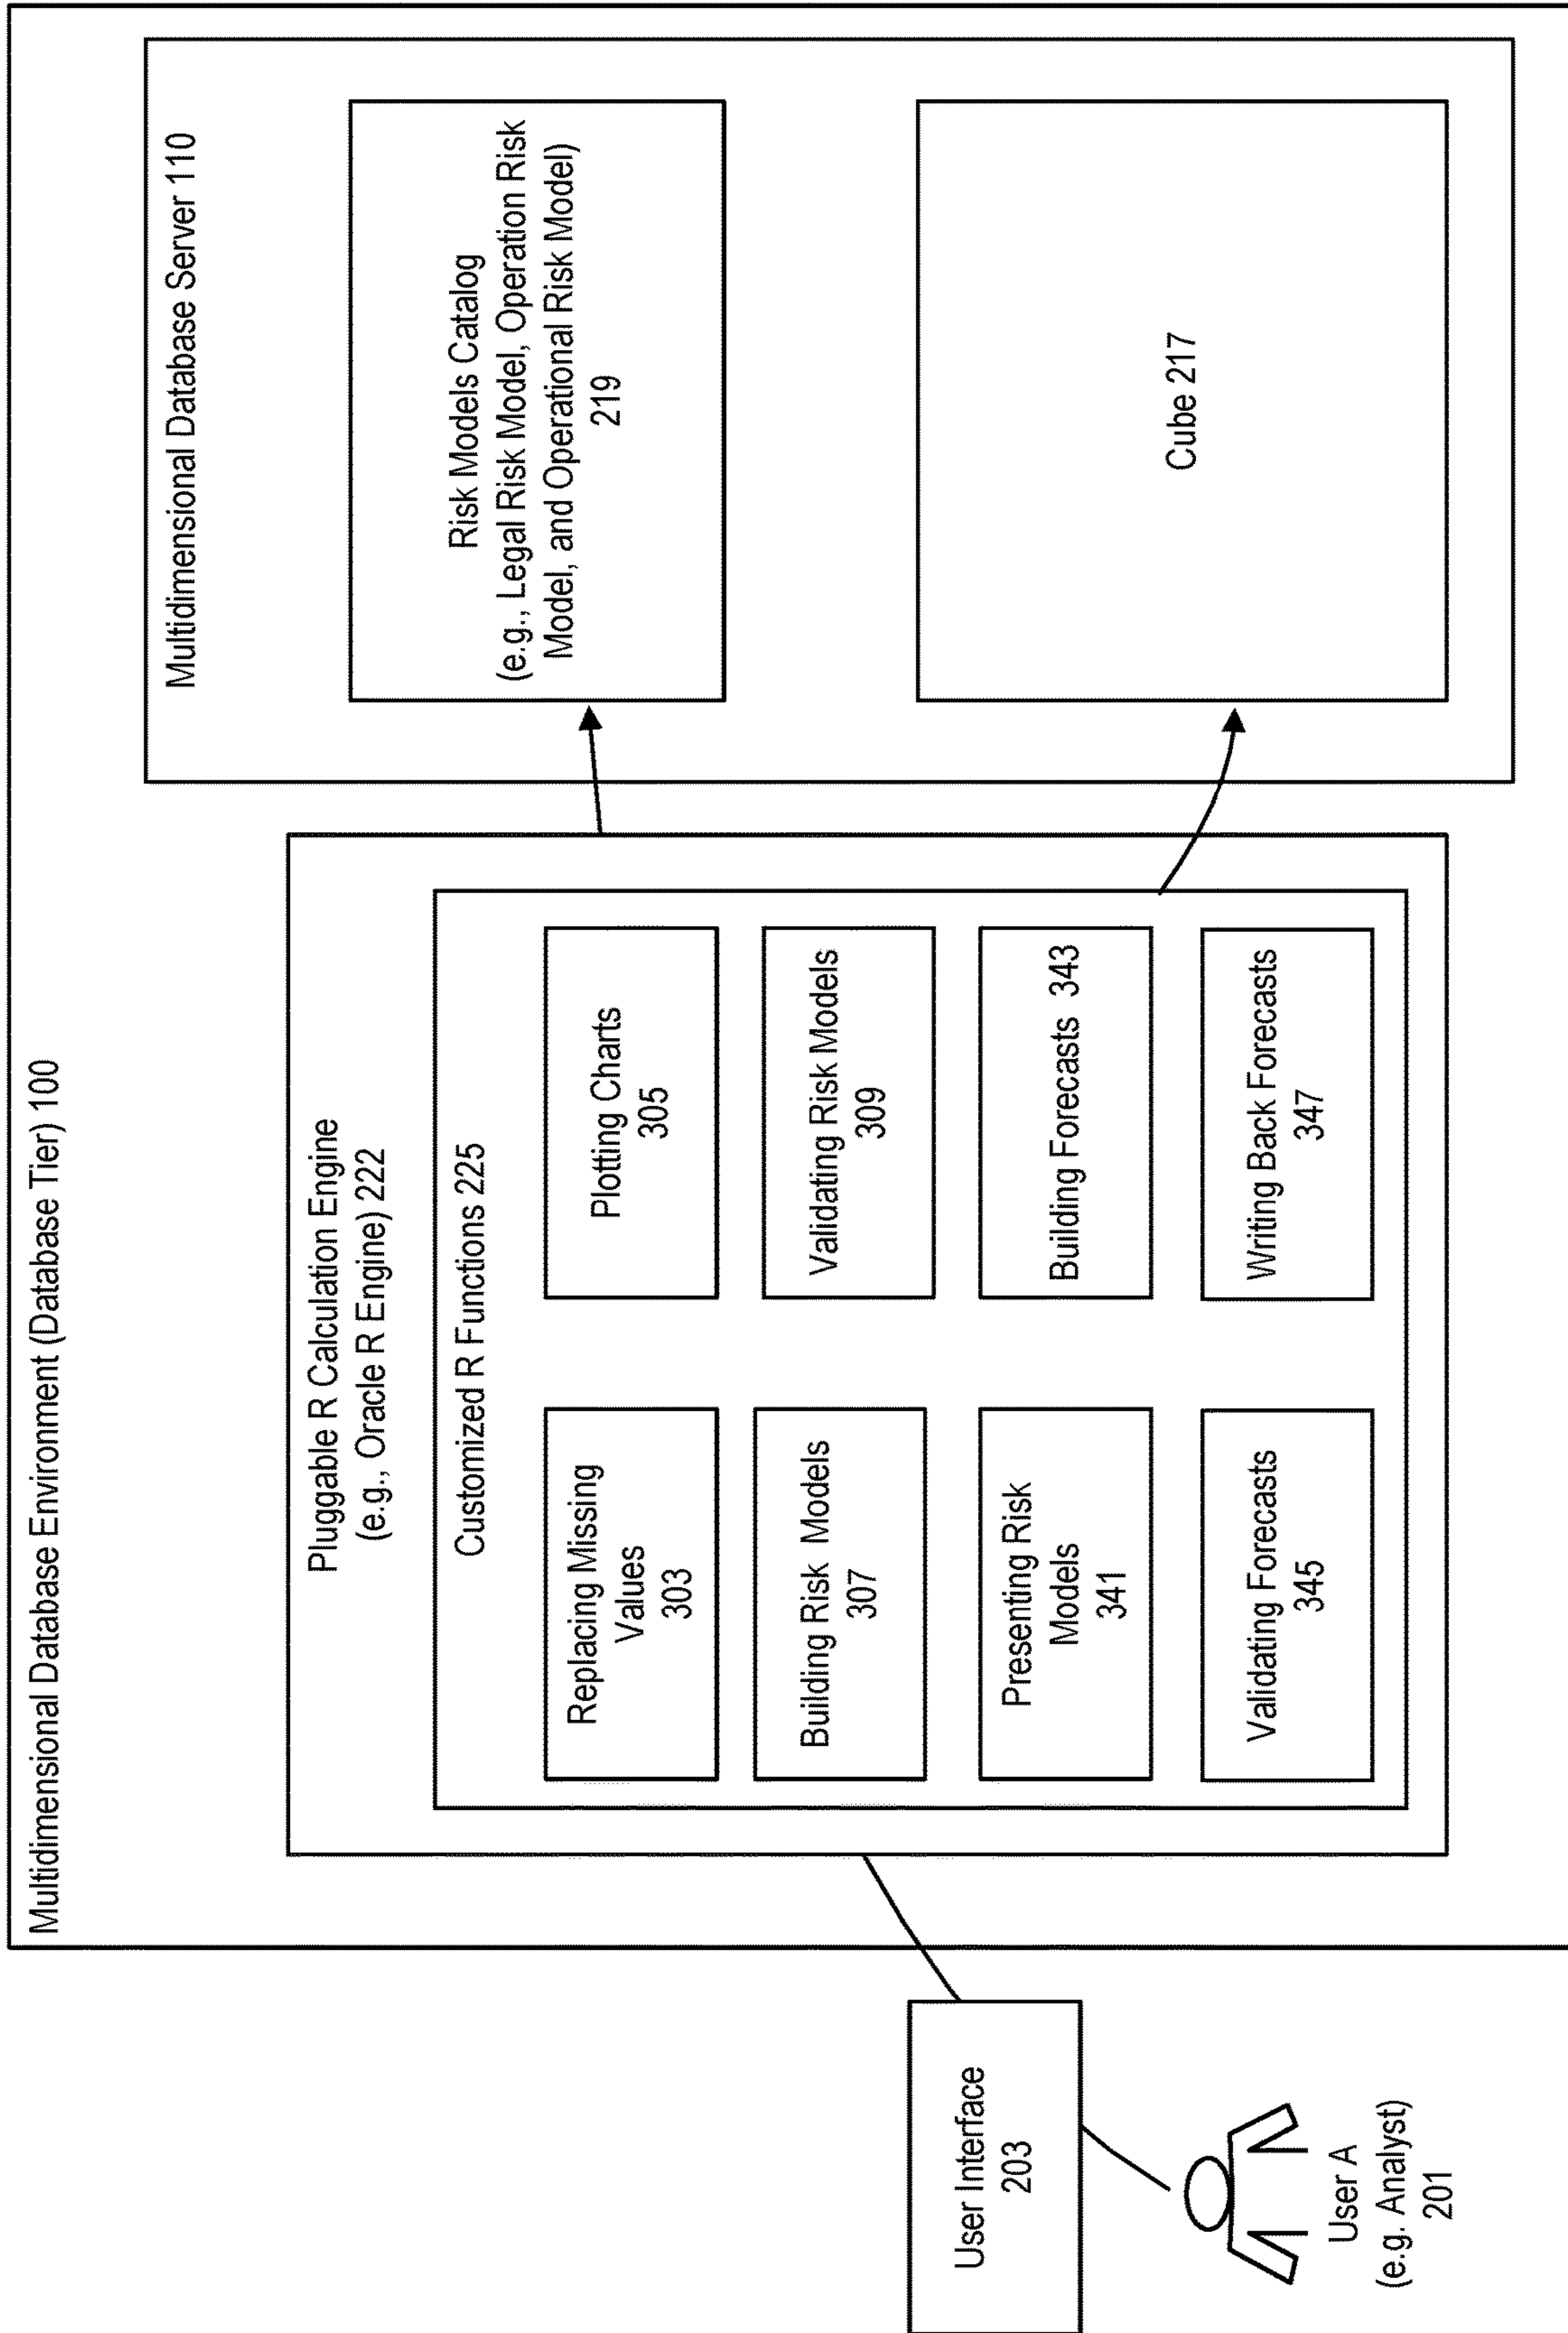 Multidimensional Database Environment (Database Tier) 100
Pluggable R Calculation Engine
(e.g., Oracle R Engine) 222
Customized R Functions 225
Replacing Missing
Values
303
Plotting Charts
305
Building Risk Models
307
Validating Risk Models
309
Presenting Risk
Models
341
Building Forecasts 343
Validating Forecasts
345
Writing Back Forecasts
347
Multidimensional Database Server 110
Risk Models Catalog
(e.g., Legal Risk Model, Operation Risk
Model, and Operational Risk Model)
219
Cube 217
User Interface
203
User A
(e.g. Analyst)
201